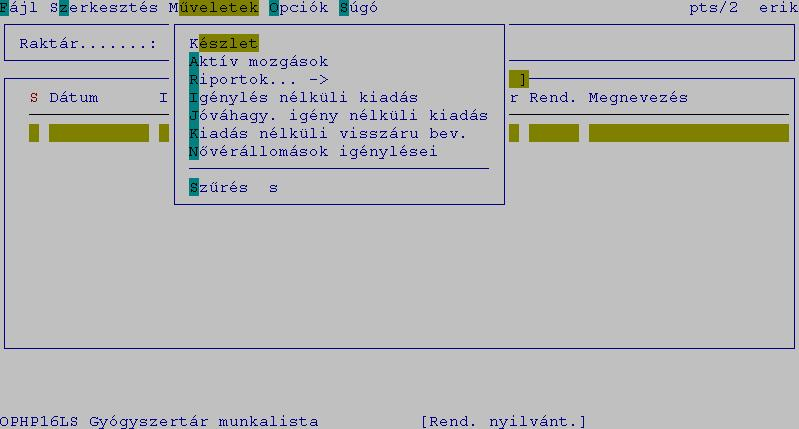 Fájl Szerkesztés Műveletek Opciók Súgó pts/2 erik
Raktár.......:
Készlet
Aktív mozgások
Riportok... ->
]
S Dátum I
Igénylés nélküli kiadás
r Rend. Megnevezés
Jóváhagy. igény nélküli kiadás
Kiadás nélküli visszáru bev.
Nővérállomások igénylései
Szűrés s
OPHP16LS Gyógyszertár munkalista [Rend. nyilvánt.]